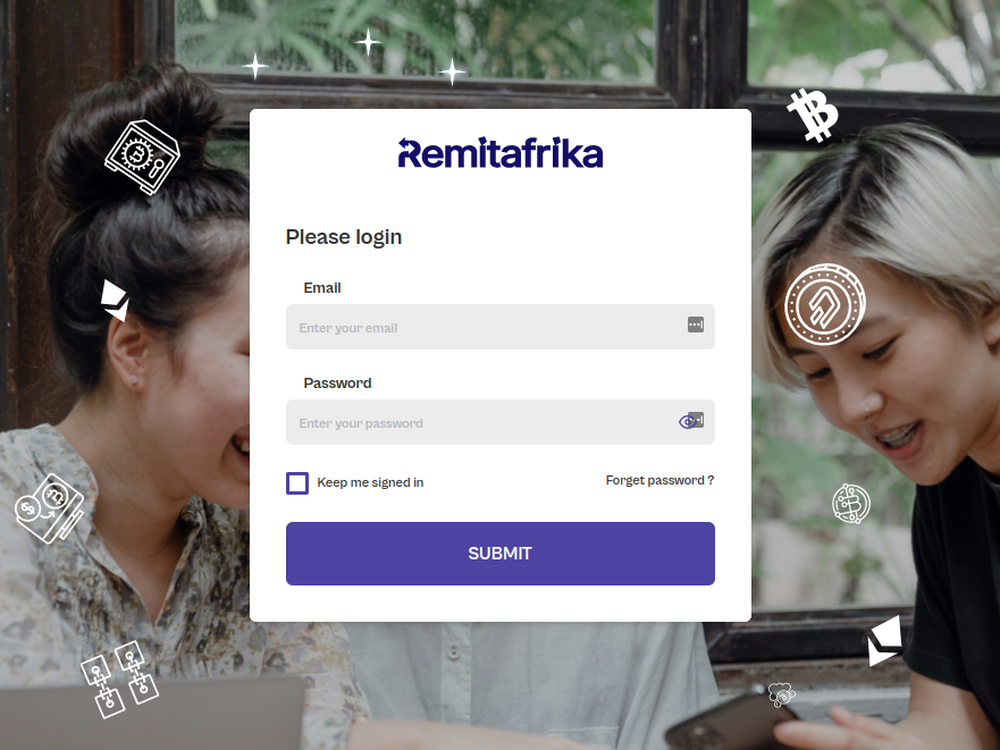 Remitafrika
Please login
Email
Enter your email
Password
Enter your password
Keep me signed in
Forget password ?
SUBMIT